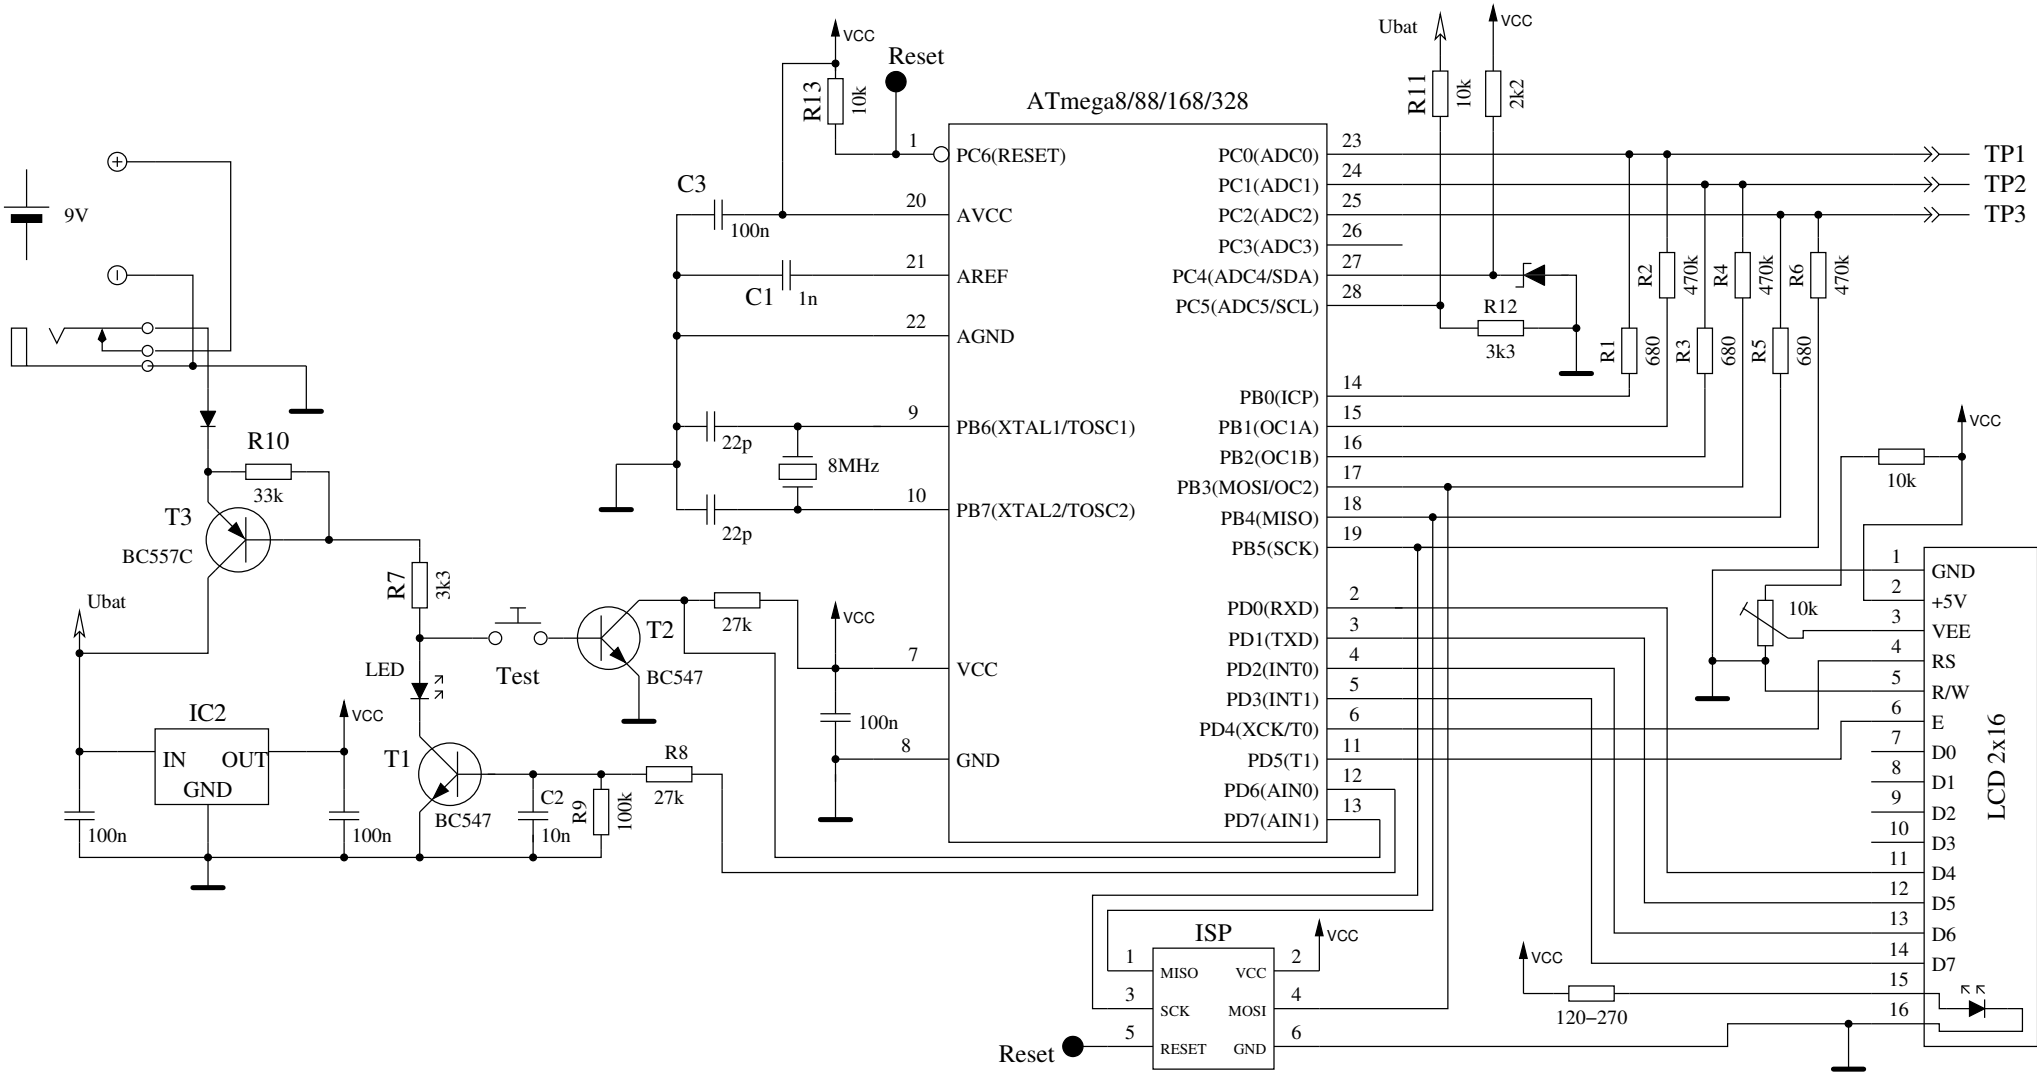 Ubat
VCC
VCC
R11
10k
2k2
Reset
R13
10k
ATmega8/88/168/328
1
PC6(RESET)
PC0(ADC0)
23
TP1
PC1(ADC1)
24
TP2
C3
100n
20
AVCC
PC2(ADC2)
25
TP3
9V
PC3(ADC3)
26
C1
1n
21
AREF
PC4(ADC4/SDA)
27
PC5(ADC5/SCL)
28
R12
3k3
R2
470k
R4
470k
R6
470k
22
AGND
R1
680
R3
680
R5
680
PB0(ICP)
14
9
PB6(XTAL1/TOSC1)
PB1(OC1A)
15
22p
8MHz
PB2(OC1B)
16
PB3(MOSI/OC2)
17
10
PB7(XTAL2/TOSC2)
22p
PB4(MISO)
18
PB5(SCK)
19
VCC
10k
R10
33k
T3
BC557C
R7
3k3
Ubat
Test
T2
BC547
27k
VCC
7
VCC
100n
8
GND
LED
IC2
IN
OUT
GND
VCC
100n
100n
T1
BC547
C2
10n
R9
100k
R8
27k
PD0(RXD)
2
PD1(TXD)
3
PD2(INT0)
4
PD3(INT1)
5
PD4(XCK/T0)
6
PD5(T1)
11
PD6(AIN0)
12
PD7(AIN1)
13
10k
1
GND
2
+5V
3
VEE
4
RS
5
R/W
6
E
7
D0
8
D1
9
D2
10
D3
11
D4
12
D5
13
D6
14
D7
15
16
LCD 2x16
ISP
VCC
1
MISO
VCC
2
3
SCK
MOSI
4
Reset
5
RESET
GND
6
VCC
120–270